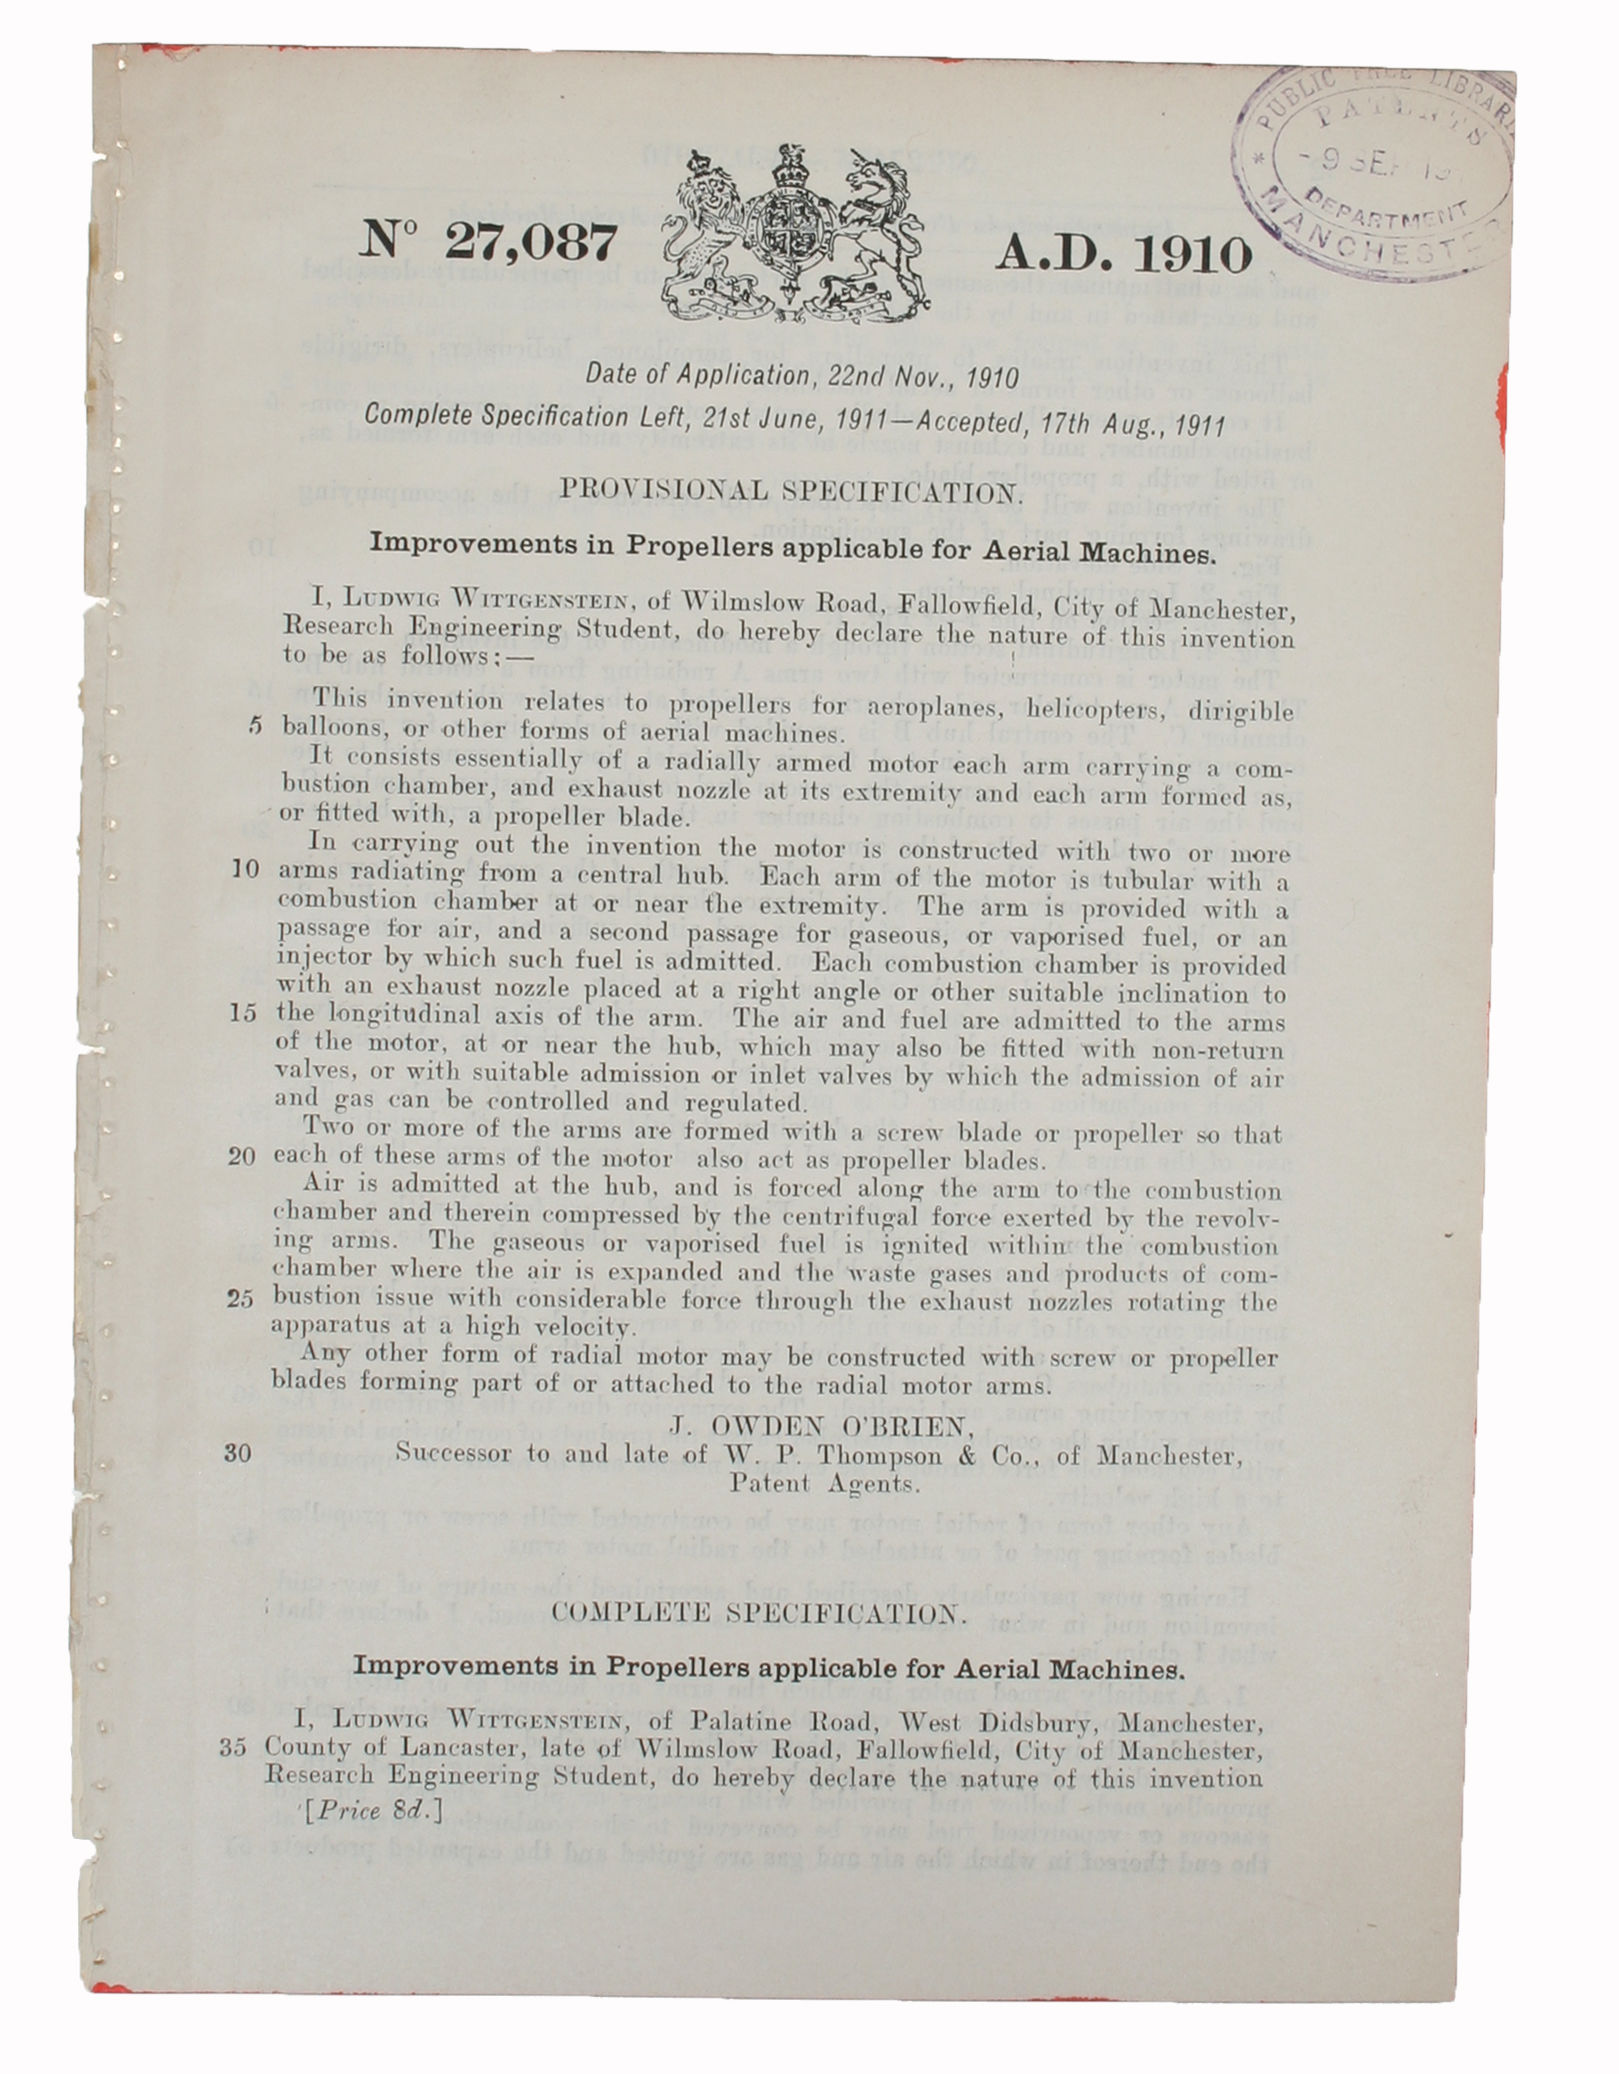 PUBLIC FREE LIBRARI
PATENTS
- 9 SEP 19
DEPARTMENT
MANCHESTER
Nº 27,087
A.D. 1910
Date of Application, 22nd Nov., 1910
Complete Specification Left, 21st June, 1911—Accepted, 17th Aug., 1911
PROVISIONAL SPECIFICATION.
Improvements in Propellers applicable for Aerial Machines.
I, LUDWIG WITTGENSTEIN, of Wilmslow Road, Fallowfield, City of Manchester,
Research Engineering Student, do hereby declare the nature of this invention
to be as follows:—
This invention relates to propellers for aeroplanes, helicopters, dirigible
5 balloons, or other forms of aerial machines.
It consists essentially of a radially armed motor each arm carrying a com-
bustion chamber, and exhaust nozzle at its extremity and each arm formed as,
or fitted with, a propeller blade.
In carrying out the invention the motor is constructed with two or more
10 arms radiating from a central hub. Each arm of the motor is tubular with a
combustion chamber at or near the extremity. The arm is provided with a
passage for air, and a second passage for gaseous, or vaporised fuel, or an
injector by which such fuel is admitted. Each combustion chamber is provided
with an exhaust nozzle placed at a right angle or other suitable inclination to
15 the longitudinal axis of the arm. The air and fuel are admitted to the arms
of the motor, at or near the hub, which may also be fitted with non-return
valves, or with suitable admission or inlet valves by which the admission of air
and gas can be controlled and regulated.
Two or more of the arms are formed with a screw blade or propeller so that
20 each of these arms of the motor also act as propeller blades.
Air is admitted at the hub, and is forced along the arm to the combustion
chamber and therein compressed by the centrifugal force exerted by the revolv-
ing arms. The gaseous or vaporised fuel is ignited within the combustion
chamber where the air is expanded and the waste gases and products of com-
25 bustion issue with considerable force through the exhaust nozzles rotating the
apparatus at a high velocity.
Any other form of radial motor may be constructed with screw or propeller
blades forming part of or attached to the radial motor arms.
J. OWDEN O'BRIEN,
30 Successor to and late of W. P. Thompson & Co., of Manchester,
Patent Agents.
COMPLETE SPECIFICATION.
Improvements in Propellers applicable for Aerial Machines.
I, LUDWIG WITTGENSTEIN, of Palatine Road, West Didsbury, Manchester,
35 County of Lancaster, late of Wilmslow Road, Fallowfield, City of Manchester,
Research Engineering Student, do hereby declare the nature of this invention
[Price 8d.]